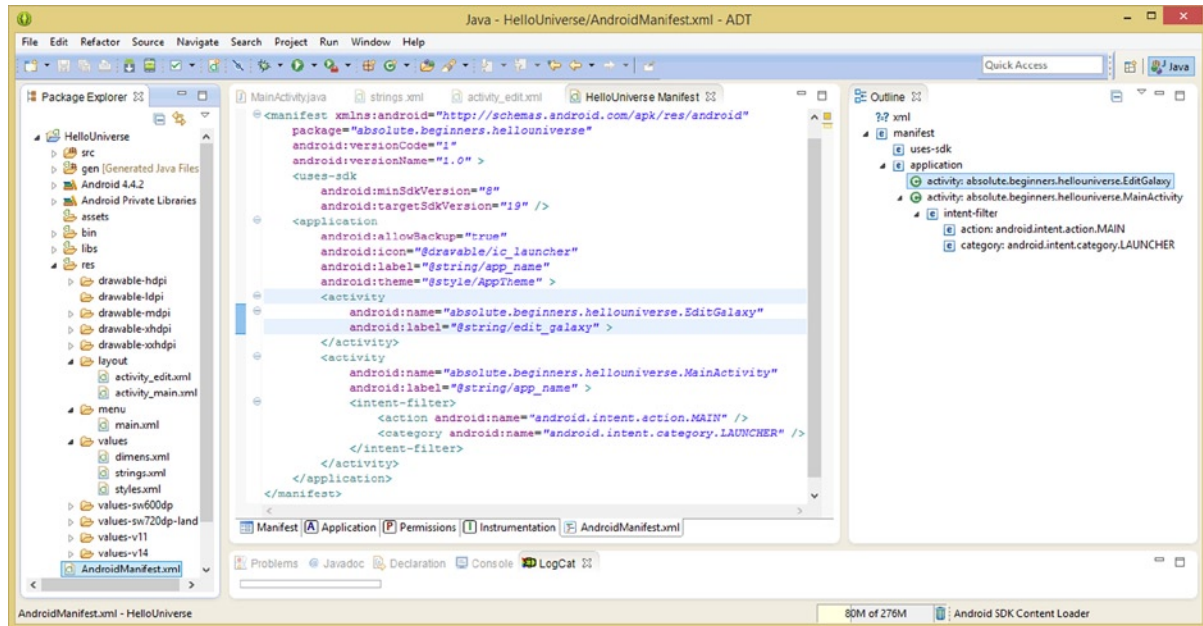 Java - HelloUniverse/AndroidManifest.xml - ADT
File Edit Refactor Source Navigate Search Project Run Window Help
Quick Access
Java
Package Explorer
HelloUniverse
src
gen [Generated Java Files
Android 4.4.2
Android Private Libraries
assets
bin
libs
res
drawable-hdpi
drawable-ldpi
drawable-mdpi
drawable-xhdpi
drawable-xxhdpi
layout
activity_edit.xml
activity_main.xml
menu
main.xml
values
dimens.xml
strings.xml
styles.xml
values-sw600dp
values-sw720dp-land
values-v11
values-v14
AndroidManifest.xml
MainActivity.java strings.xml activity_edit.xml HelloUniverse Manifest
<manifest xmlns:android="http://schemas.android.com/apk/res/android"
package="absolute.beginners.hellouniverse"
android:versionCode="1"
android:versionName="1.0" >
<uses-sdk
android:minSdkVersion="8"
android:targetSdkVersion="19" />
<application
android:allowBackup="true"
android:icon="@drawable/ic_launcher"
android:label="@string/app_name"
android:theme="@style/AppTheme" >
<activity
android:name="absolute.beginners.hellouniverse.EditGalaxy"
android:label="@string/edit_galaxy" >
</activity>
<activity
android:name="absolute.beginners.hellouniverse.MainActivity"
android:label="@string/app_name" >
<intent-filter>
<action android:name="android.intent.action.MAIN" />
<category android:name="android.intent.category.LAUNCHER" />
</intent-filter>
</activity>
</application>
</manifest>
Manifest A Application P Permissions I Instrumentation AndroidManifest.xml
Problems @ Javadoc Declaration Console LogCat
Outline
?-? xml
e manifest
e uses-sdk
e application
activity: absolute.beginners.hellouniverse.EditGalaxy
activity: absolute.beginners.hellouniverse.MainActivity
e intent-filter
e action: android.intent.action.MAIN
e category: android.intent.category.LAUNCHER
AndroidManifest.xml - HelloUniverse
80M of 276M
Android SDK Content Loader